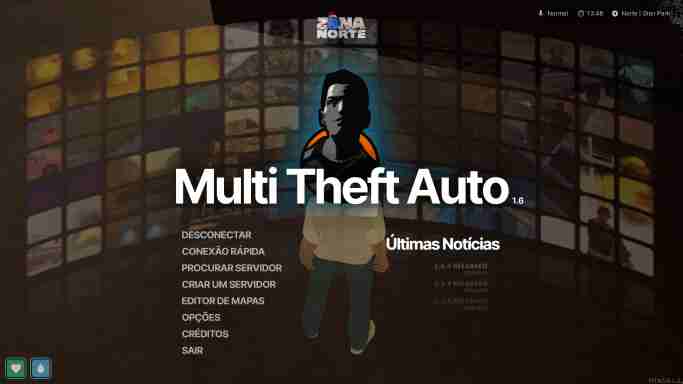 ZONA
NORTE
Normal
13:48
Norte | Glen Park
Multi Theft Auto 1.6
DESCONECTAR
CONEXÃO RÁPIDA
PROCURAR SERVIDOR
CRIAR UM SERVIDOR
EDITOR DE MAPAS
OPÇÕES
CRÉDITOS
SAIR
Últimas Notícias